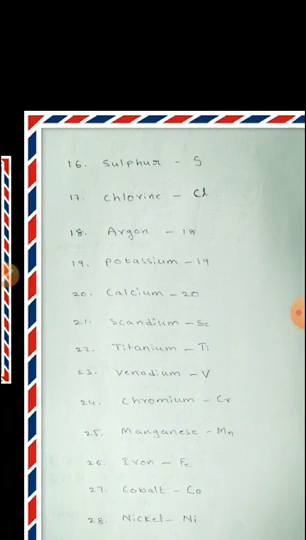 16. Sulphur - S
17. Chlorine - Cl
18. Argon - 18
19. Potassium - 19
20. Calcium - 20
21. Scandium - Sc
22. Titanium - Ti
23. Venadium - V
24. Chromium - Cr
25. Manganese - Mn
26. Iron - Fe
27. Cobalt - Co
28. Nickel - Ni